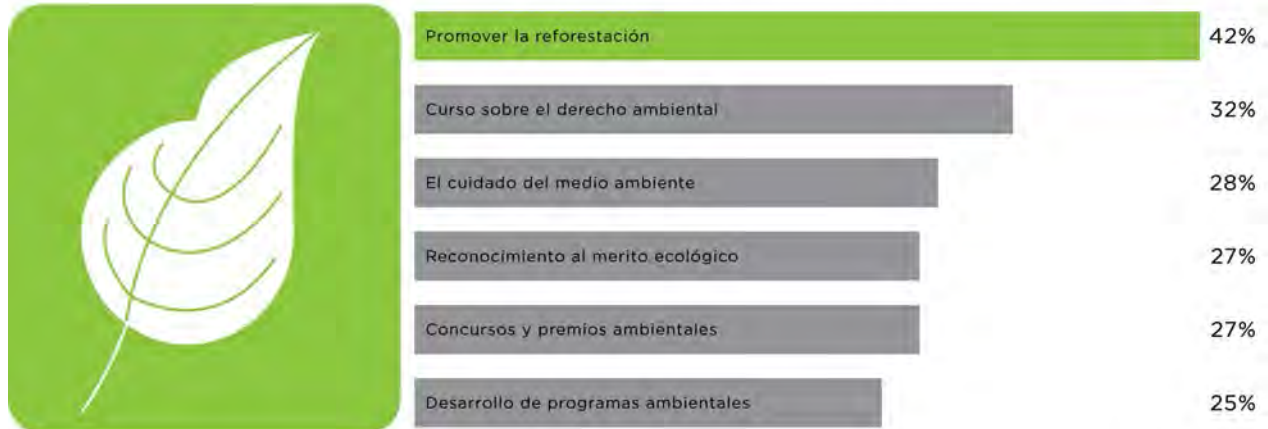 Promover la reforestación 42%
Curso sobre el derecho ambiental 32%
El cuidado del medio ambiente 28%
Reconocimiento al merito ecológico 27%
Concursos y premios ambientales 27%
Desarrollo de programas ambientales 25%